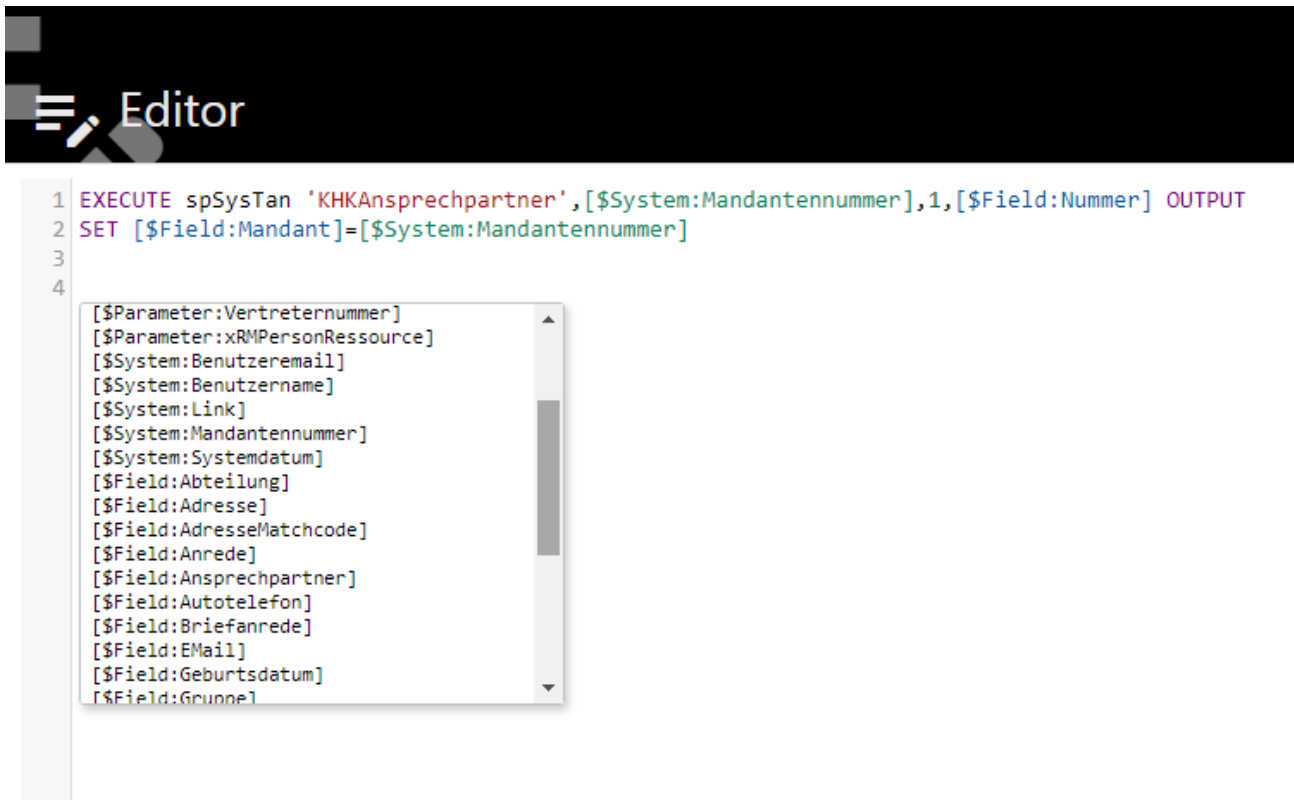 Editor
1 EXECUTE spSysTan 'KHKAnsprechpartner',[$System:Mandantennummer],1,[$Field:Nummer] OUTPUT
2 SET [$Field:Mandant]=[$System:Mandantennummer]
3
4
[$Parameter:Vertreternummer]
[$Parameter:xRMPersonRessource]
[$System:Benutzeremail]
[$System:Benutzername]
[$System:Link]
[$System:Mandantennummer]
[$System:Systemdatum]
[$Field:Abteilung]
[$Field:Adresse]
[$Field:AdresseMatchcode]
[$Field:Anrede]
[$Field:Ansprechpartner]
[$Field:Autotelefon]
[$Field:Briefanrede]
[$Field:EMail]
[$Field:Geburtsdatum]
[$Field:Gruppe]